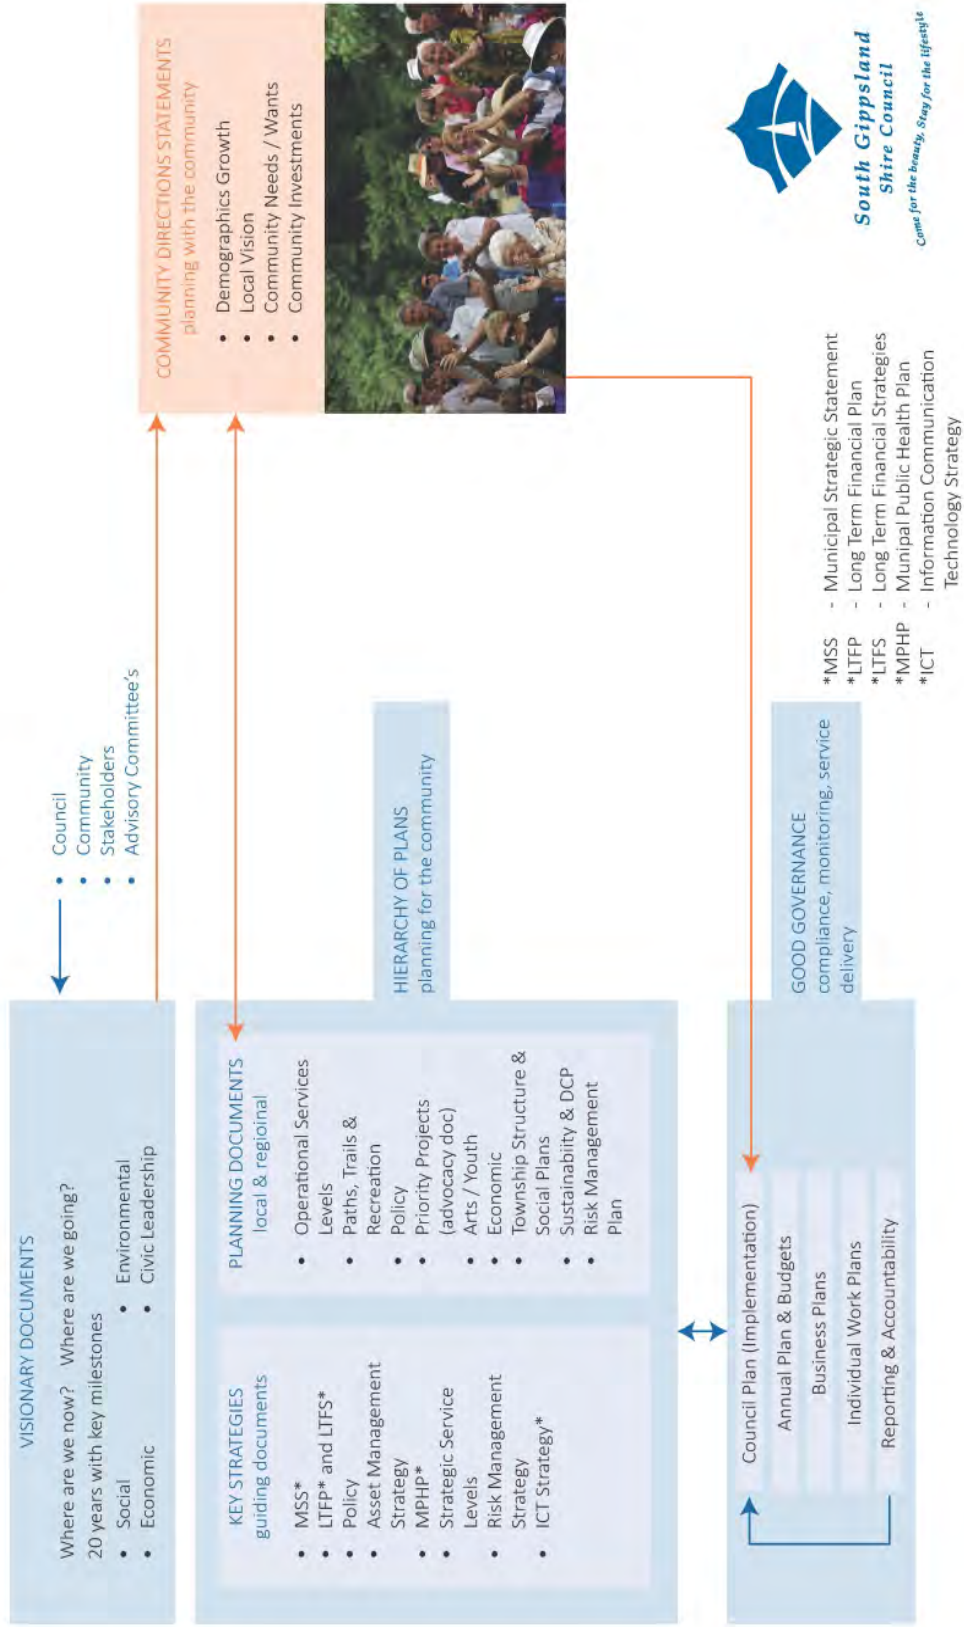 VISIONARY DOCUMENTS
Where are we now? Where are we going?
20 years with key milestones
• Social
• Economic
• Environmental
• Civic Leadership
• Council
• Community
Stakeholders
• Advisory Committee's
COMMUNITY DIRECTIONS STATEMENTS
planning with the community
• Demographics Growth
• Local Vision
• Community Needs / Wants
• Community Investments
KEY STRATEGIES
guiding documents
• MSS*
• LTFP* and LTFS*
• Policy
• Asset Management
Strategy
• MPHP*
• Strategic Service
Levels
• Risk Management
Strategy
• ICT Strategy*
PLANNING DOCUMENTS
local & regioinal
• Operational Services
Levels
• Paths, Trails &
Recreation
• Policy
• Priority Projects
(advocacy doc)
• Arts / Youth
• Economic
• Township Structure &
Social Plans
• Sustainabiity & DCP
• Risk Management
Plan
HIERARCHY OF PLANS
planning for the community
Council Plan (Implementation)
Annual Plan & Budgets
Business Plans
Individual Work Plans
Reporting & Accountability
GOOD GOVERNANCE
compliance, monitoring, service
delivery
*MSS - Municipal Strategic Statement
*LTFP - Long Term Financial Plan
*LTFS - Long Term Financial Strategies
*MPHP - Munipal Public Health Plan
*ICT - Information Communication
Technology Strategy
South Gippsland
Shire Council
Come for the beauty, Stay for the lifestyle